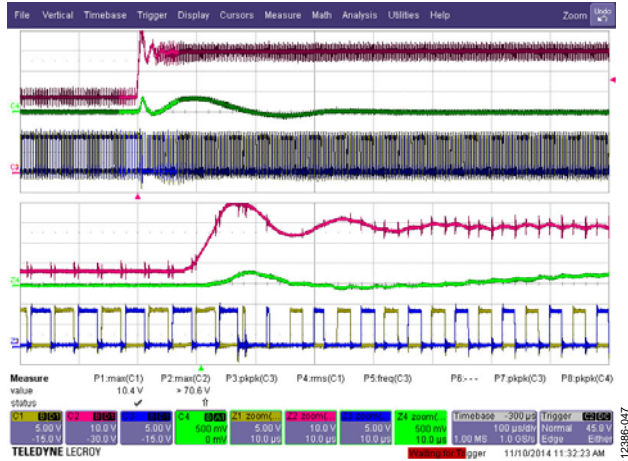 File Vertical Timebase Trigger Display Cursors Measure Math Analysis Utilities Help Zoom Undo
C4
C3
Measure P1:max(C1) P2:max(C2) P3:pkpk(C3) P4:rms(C1) P5:freq(C3) P6:--- P7:pkpk(C3) P8:pkpk(C4)
value 10.4 V > 70.6 V
status
C1 C2 C4 Z1 zoom(... Z2 zoom(... Z4 zoom(... Timebase -300 µs Trigger C2 DC
5.00 V 10.0 V 5.00 V 500 mV 5.00 V 10.0 V 5.00 V 500 mV 100 µs/div Normal 45.8 V
-15.0 V -30.0 V -15.0 V 0 mV 10.0 µs 10.0 µs 10.0 µs 10.0 µs 1.00 MS 1.0 GS/s Edge Either
TELEDYNE LECROY Waiting for Trigger 11/10/2014 11:32:23 AM
12386-047